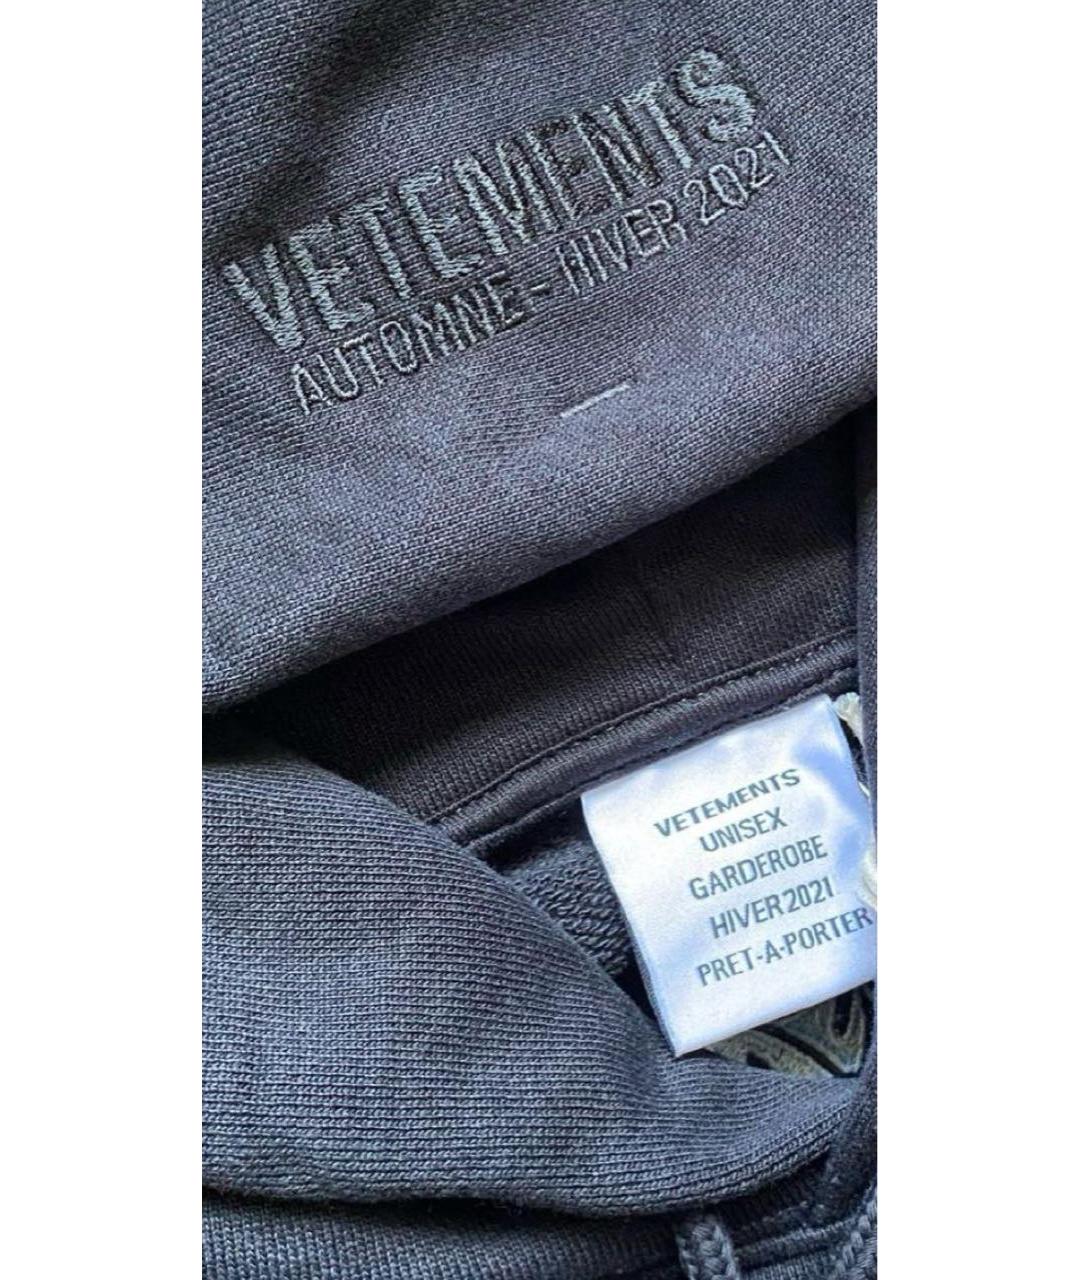 VETEMENTS
AUTOMNE - HIVER 2021
VETEMENTS
UNISEX
GARDEROBE
HIVER 2021
PRET-A-PORTER